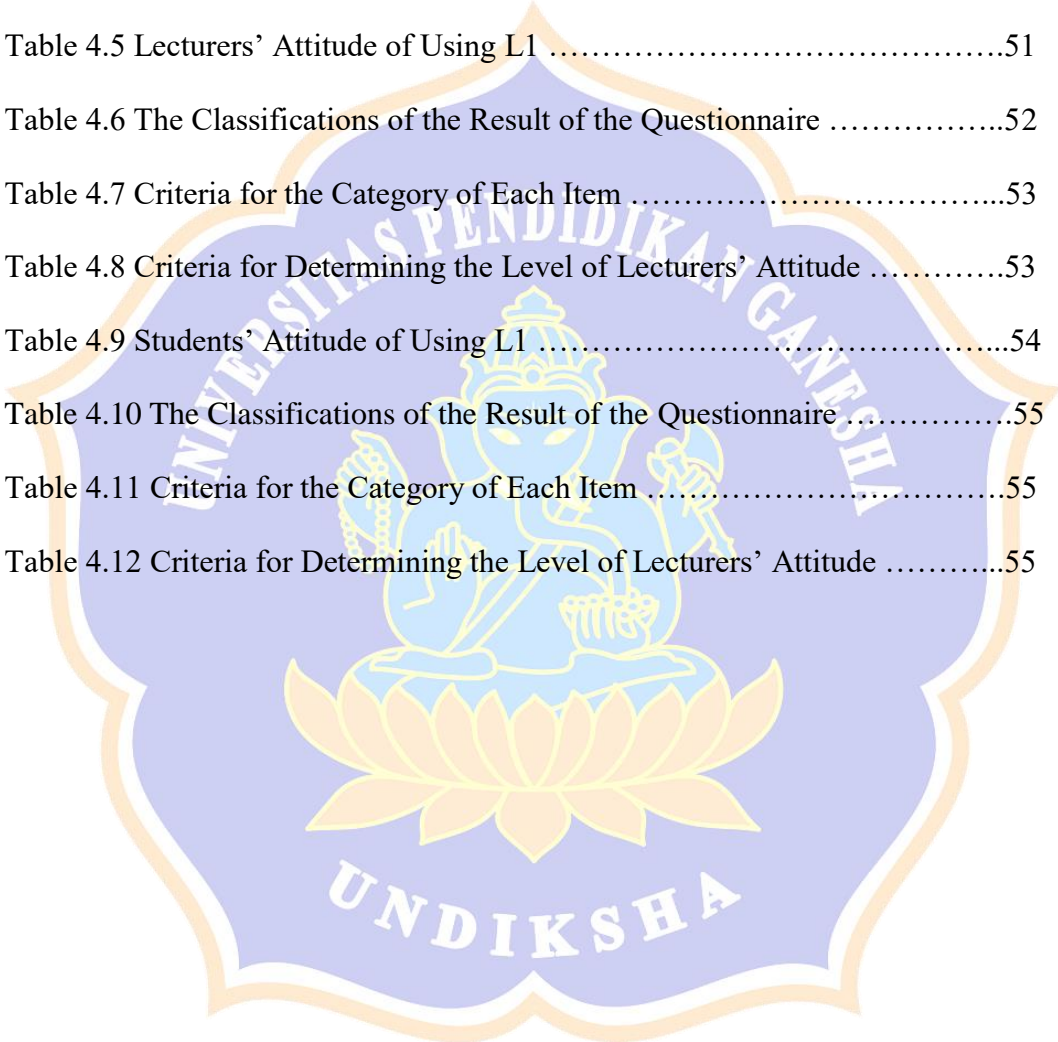 Table 4.5 Lecturers’ Attitude of Using L1 ……………………………………….51
Table 4.6 The Classifications of the Result of the Questionnaire ……………..52
Table 4.7 Criteria for the Category of Each Item …………………………………...53
Table 4.8 Criteria for Determining the Level of Lecturers’ Attitude ………….53
Table 4.9 Students’ Attitude of Using L1 …………………………………………...54
Table 4.10 The Classifications of the Result of the Questionnaire …………….55
Table 4.11 Criteria for the Category of Each Item ………………………………….55
Table 4.12 Criteria for Determining the Level of Lecturers’ Attitude ………...55
UNIVERSITAS PENDIDIKAN GANESHA
UNDIKSHA